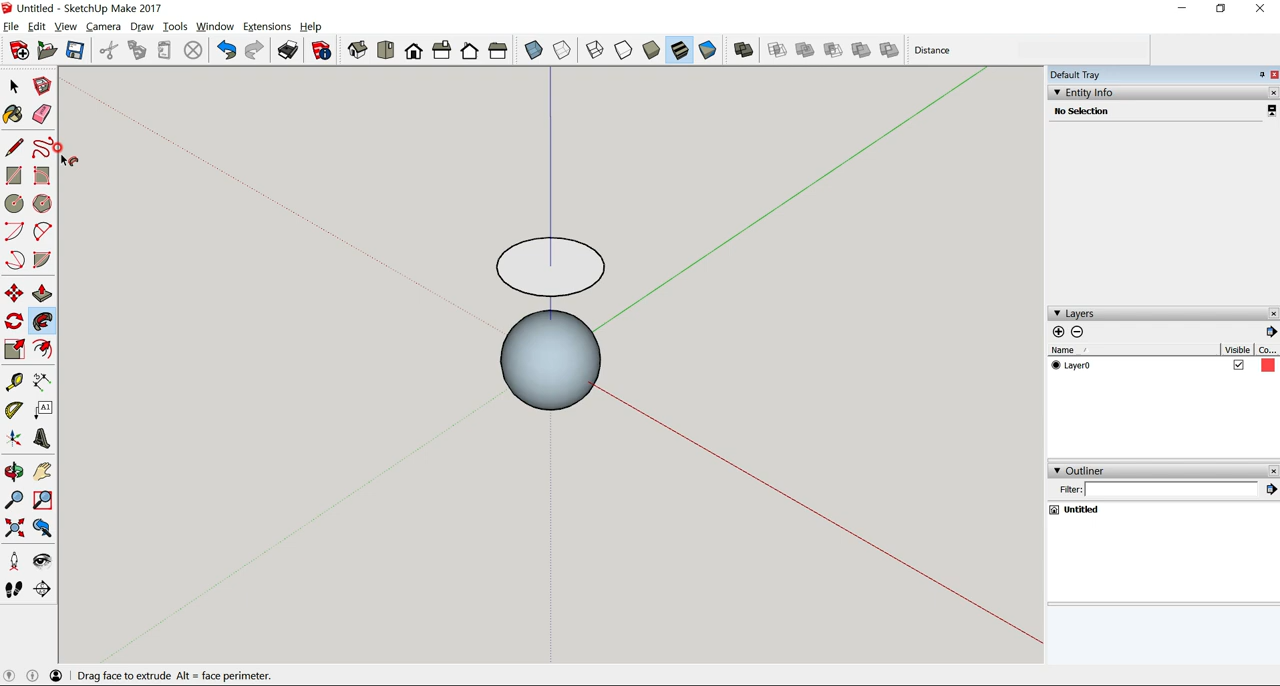 Untitled - SketchUp Make 2017
File Edit View Camera Draw Tools Window Extensions Help
Distance
Default Tray
Entity Info
No Selection
Layers
Name Visible Co...
Layer0
Outliner
Filter:
Untitled
A1
Drag face to extrude Alt = face perimeter.